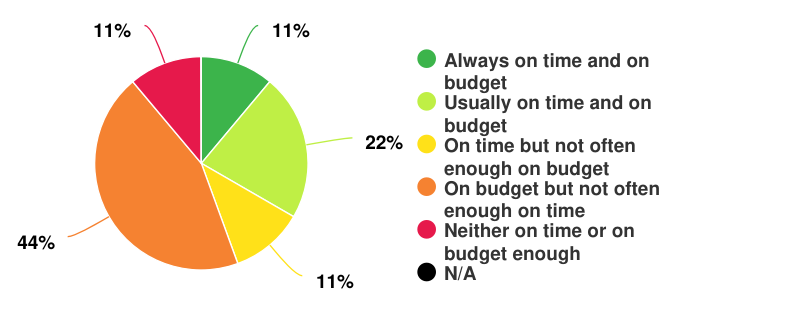 11%
11%
22%
44%
11%
Always on time and on
budget
Usually on time and on
budget
On time but not often
enough on budget
On budget but not often
enough on time
Neither on time or on
budget enough
N/A